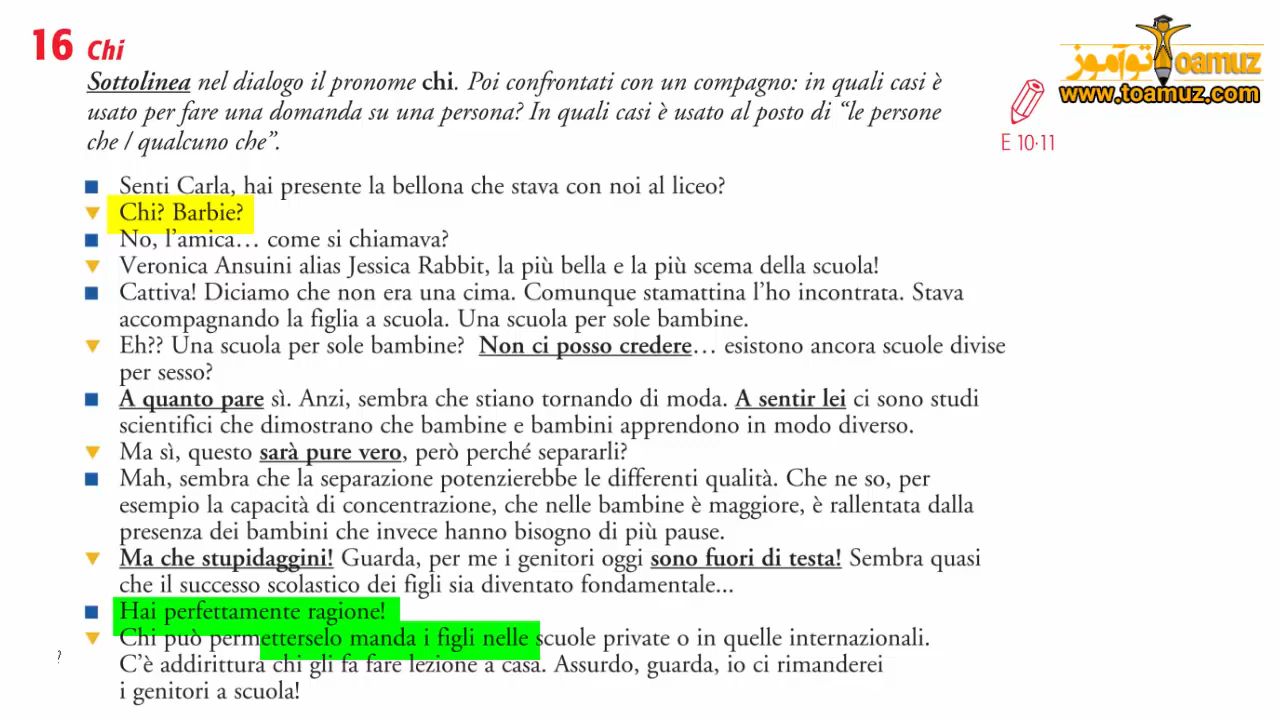 16 Chi
توآموز Toamuz
www.toamuz.com
Sottolinea nel dialogo il pronome chi. Poi confrontati con un compagno: in quali casi è
usato per fare una domanda su una persona? In quali casi è usato al posto di “le persone
che / qualcuno che”.
E 10·11
Senti Carla, hai presente la bellona che stava con noi al liceo?
Chi? Barbie?
No, l’amica… come si chiamava?
Veronica Ansuini alias Jessica Rabbit, la più bella e la più scema della scuola!
Cattiva! Diciamo che non era una cima. Comunque stamattina l’ho incontrata. Stava
accompagnando la figlia a scuola. Una scuola per sole bambine.
Eh?? Una scuola per sole bambine? Non ci posso credere… esistono ancora scuole divise
per sesso?
A quanto pare sì. Anzi, sembra che stiano tornando di moda. A sentir lei ci sono studi
scientifici che dimostrano che bambine e bambini apprendono in modo diverso.
Ma sì, questo sarà pure vero, però perché separarli?
Mah, sembra che la separazione potenzierebbe le differenti qualità. Che ne so, per
esempio la capacità di concentrazione, che nelle bambine è maggiore, è rallentata dalla
presenza dei bambini che invece hanno bisogno di più pause.
Ma che stupidaggini! Guarda, per me i genitori oggi sono fuori di testa! Sembra quasi
che il successo scolastico dei figli sia diventato fondamentale...
Hai perfettamente ragione!
Chi può permetterselo manda i figli nelle scuole private o in quelle internazionali.
C’è addirittura chi gli fa fare lezione a casa. Assurdo, guarda, io ci rimanderei
i genitori a scuola!